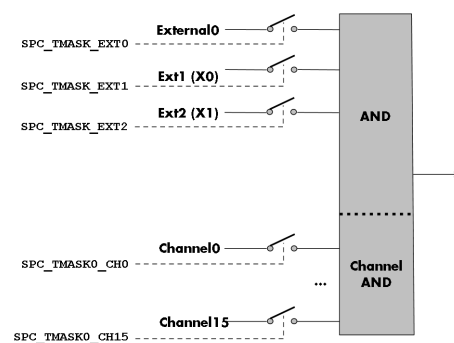 External0
SPC_TMASK_EXT0
Ext1 (X0)
SPC_TMASK_EXT1
Ext2 (X1)
SPC_TMASK_EXT2
AND
Channel0
SPC_TMASK0_CH0
Channel
AND
...
Channel15
SPC_TMASK0_CH15